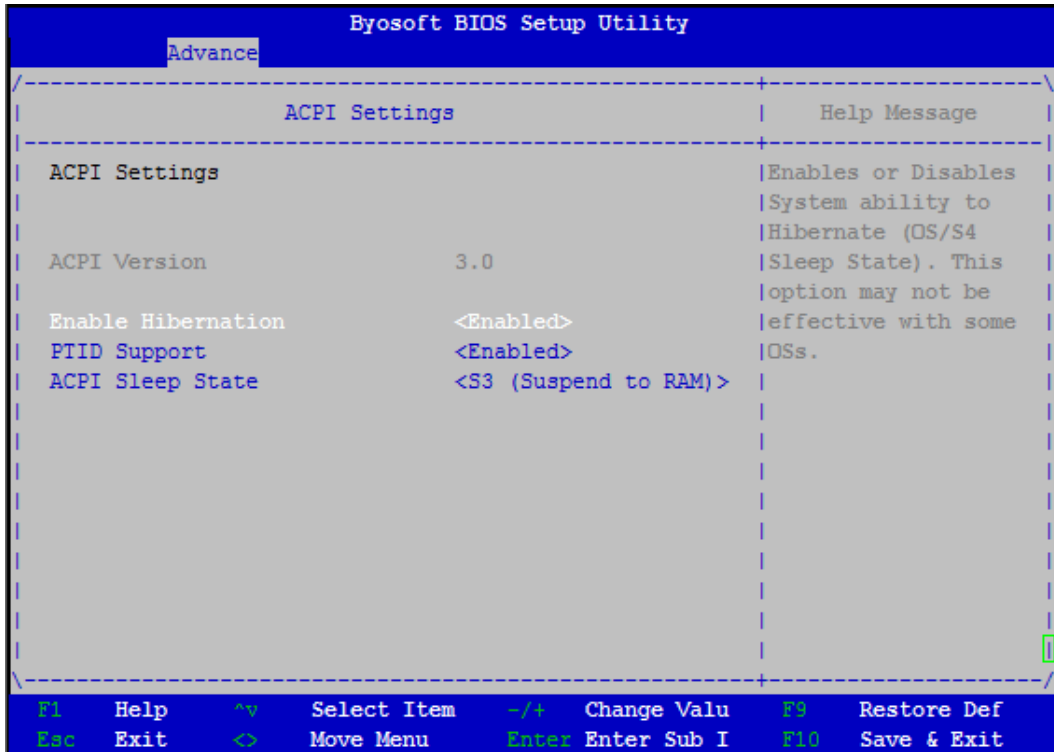 Byosoft BIOS Setup Utility
Advance
ACPI Settings
Help Message
ACPI Settings
Enables or Disables
System ability to
Hibernate (OS/S4
ACPI Version 3.0
Sleep State). This
option may not be
Enable Hibernation <Enabled>
effective with some
PTID Support <Enabled>
OSs.
ACPI Sleep State <S3 (Suspend to RAM)>
F1 Help ^v Select Item -/+ Change Valu F9 Restore Def
Esc Exit <> Move Menu Enter Enter Sub I F10 Save & Exit